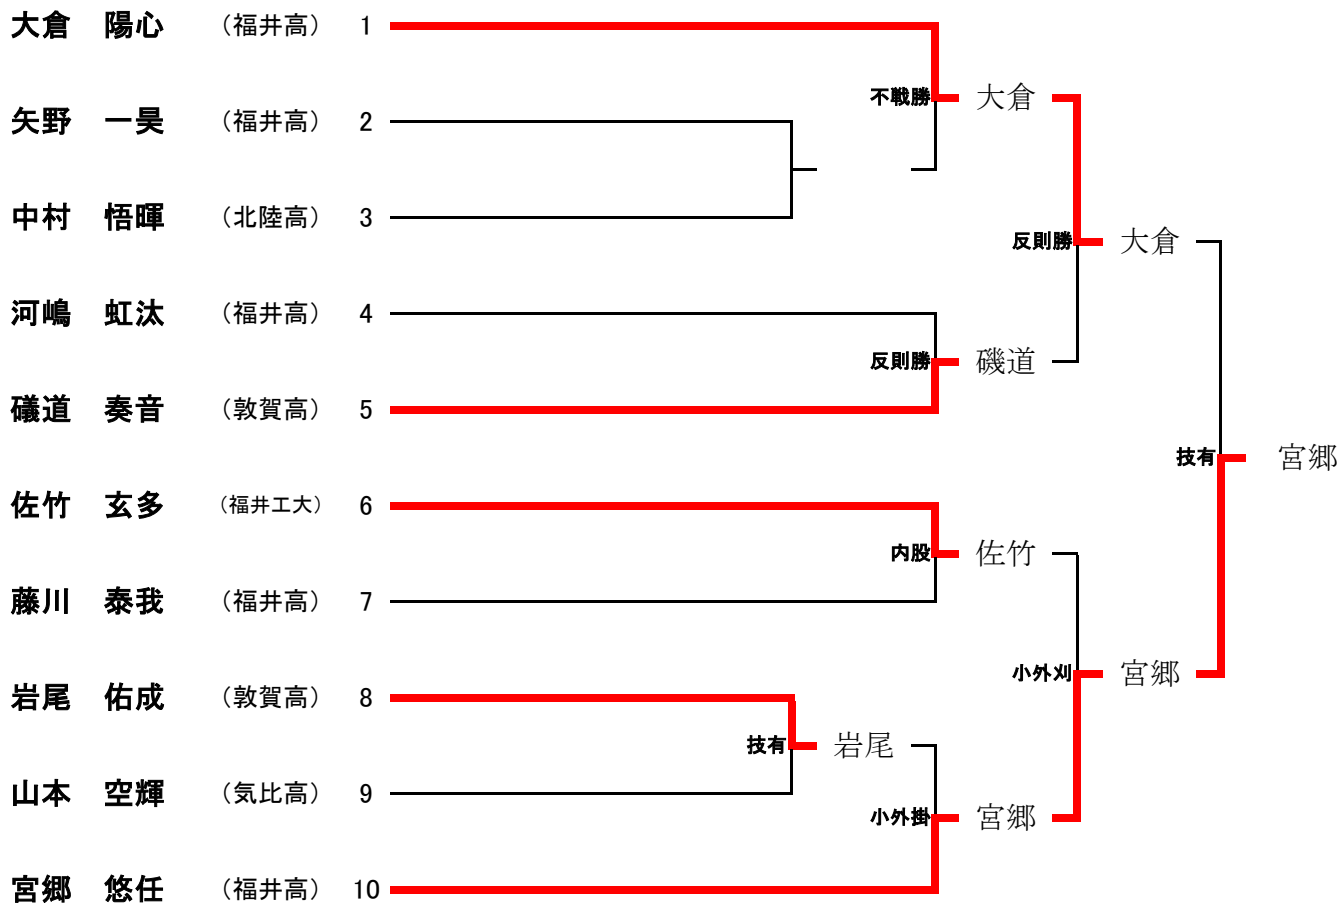 大倉　陽心　（福井高）　1
不戦勝　大倉
矢野　一昊　（福井高）　2
中村　悟暉　（北陸高）　3
反則勝　大倉
河嶋　虹汰　（福井高）　4
反則勝　磯道
礒道　奏音　（敦賀高）　5
技有　宮郷
佐竹　玄多　（福井工大）　6
内股　佐竹
藤川　泰我　（福井高）　7
小外刈　宮郷
岩尾　佑成　（敦賀高）　8
技有　岩尾
山本　空輝　（気比高）　9
小外掛　宮郷
宮郷　悠任　（福井高）　10